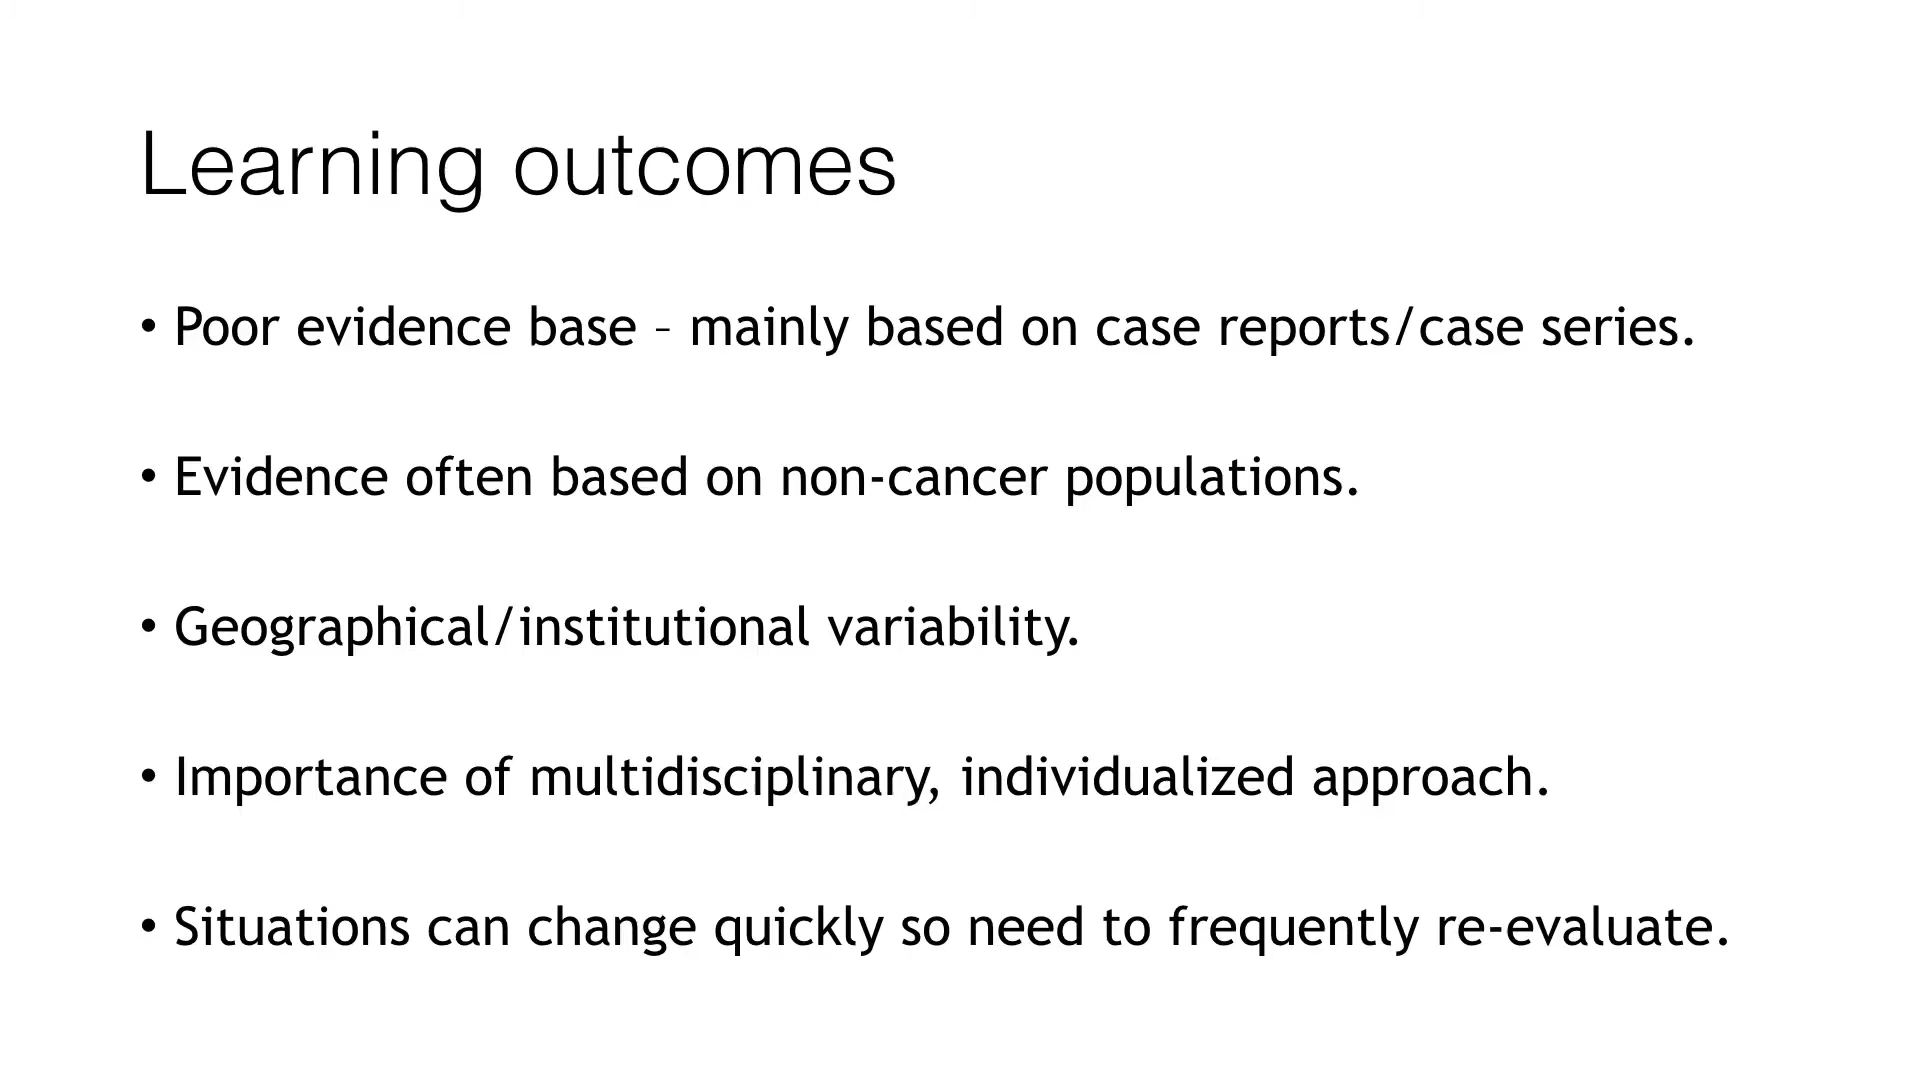 Learning outcomes
• Poor evidence base – mainly based on case reports/case series.
• Evidence often based on non-cancer populations.
• Geographical/institutional variability.
• Importance of multidisciplinary, individualized approach.
• Situations can change quickly so need to frequently re-evaluate.